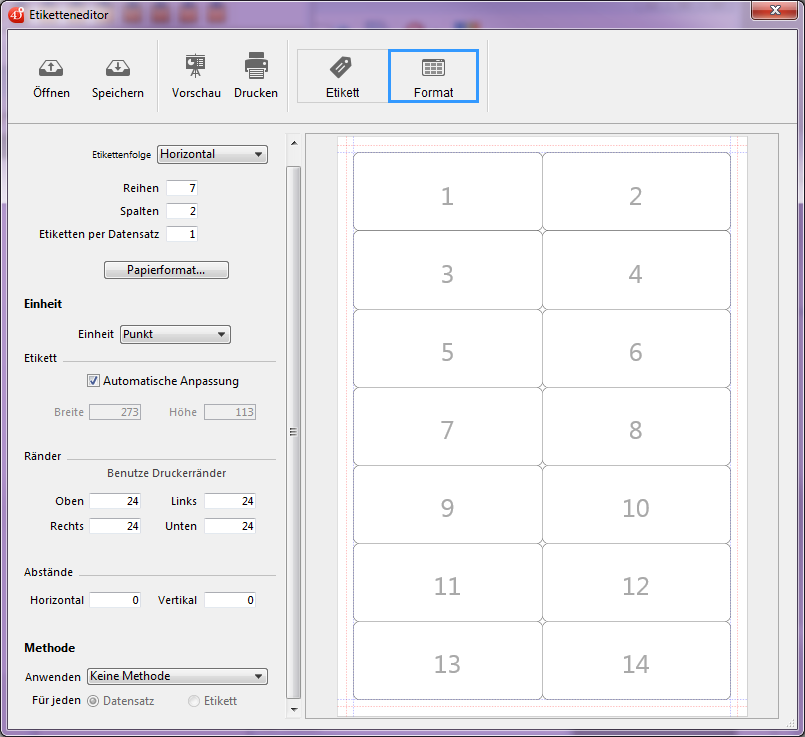 Etiketteneditor
Öffnen Speichern Vorschau Drucken Etikett Format
Etikettenfolge Horizontal
Reihen 7
Spalten 2
Etiketten per Datensatz 1
Papierformat...
Einheit
Einheit Punkt
Etikett
Automatische Anpassung
Breite 273 Höhe 113
Ränder
Benutze Druckerränder
Oben 24 Links 24
Rechts 24 Unten 24
Abstände
Horizontal 0 Vertikal 0
Methode
Anwenden Keine Methode
Für jeden Datensatz Etikett
1 2
3 4
5 6
7 8
9 10
11 12
13 14